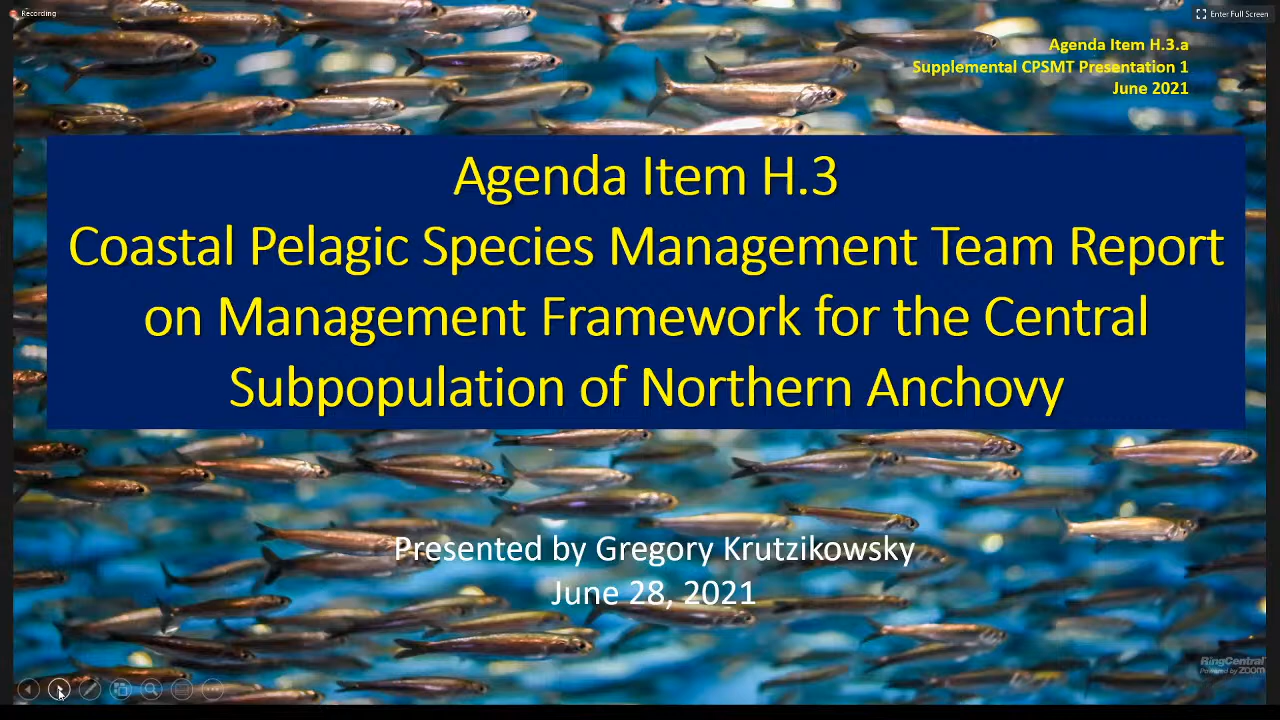 Recording
Enter Full Screen
Agenda Item H.3.a
Supplemental CPSMT Presentation 1
June 2021
Agenda Item H.3
Coastal Pelagic Species Management Team Report
on Management Framework for the Central
Subpopulation of Northern Anchovy
Presented by Gregory Krutzikowsky
June 28, 2021
RingCentral
Powered by ZOOM